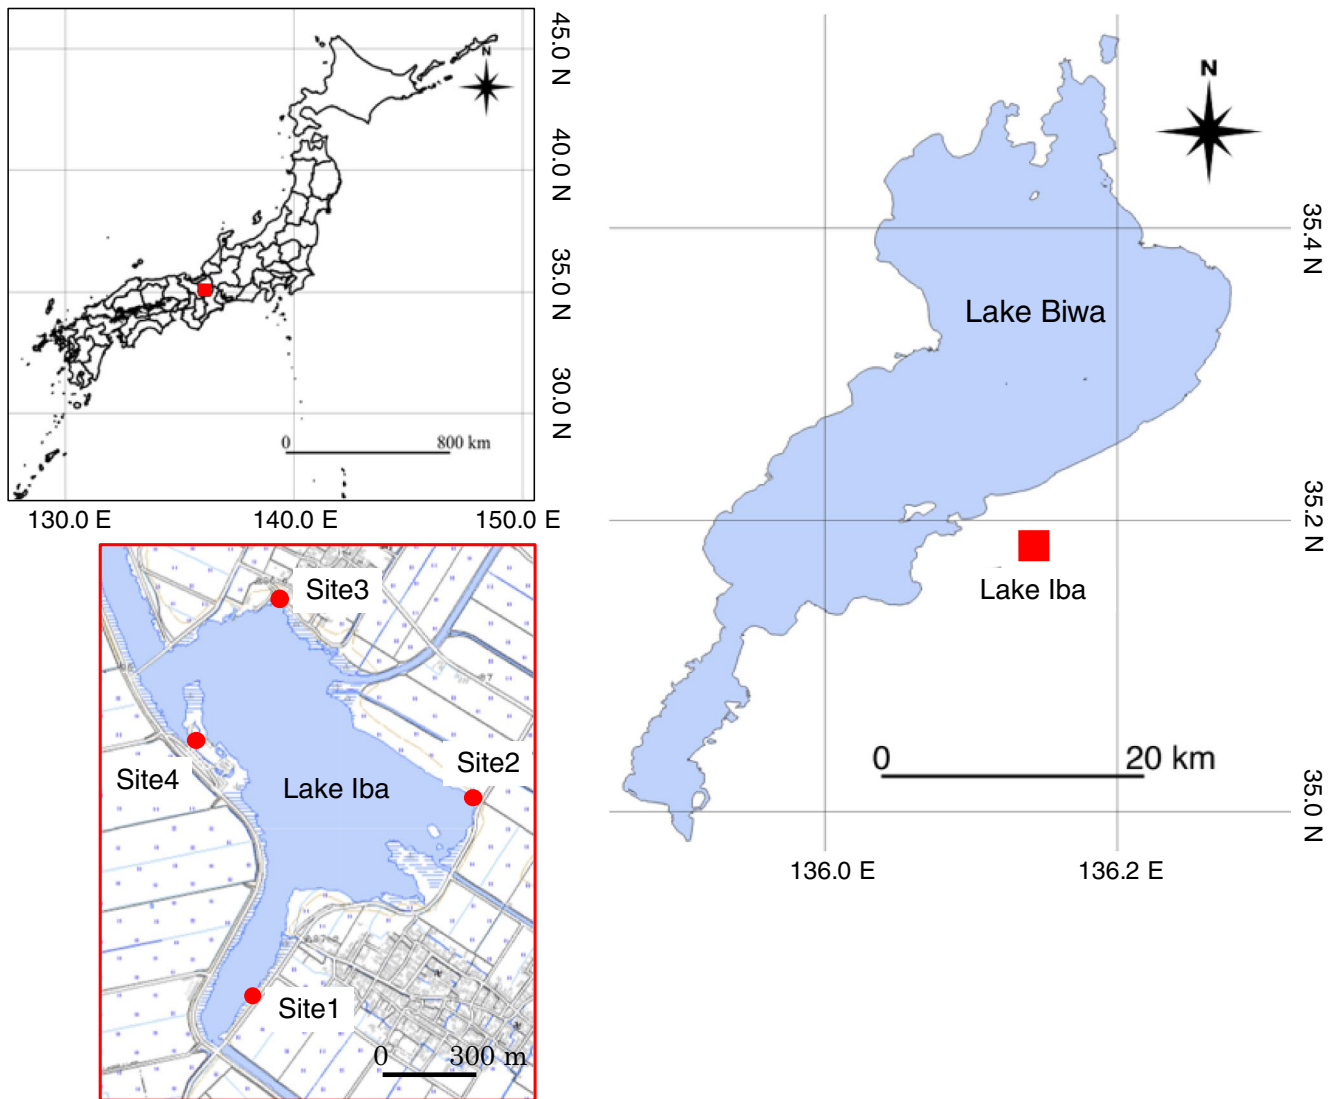 N
45.0 N
40.0 N
35.0 N
30.0 N
0 800 km
130.0 E 140.0 E 150.0 E
N
35.4 N
Lake Biwa
35.2 N
Lake Iba
0 20 km
35.0 N
136.0 E 136.2 E
Site3
Site2
Site4
Lake Iba
Site1
0 300 m